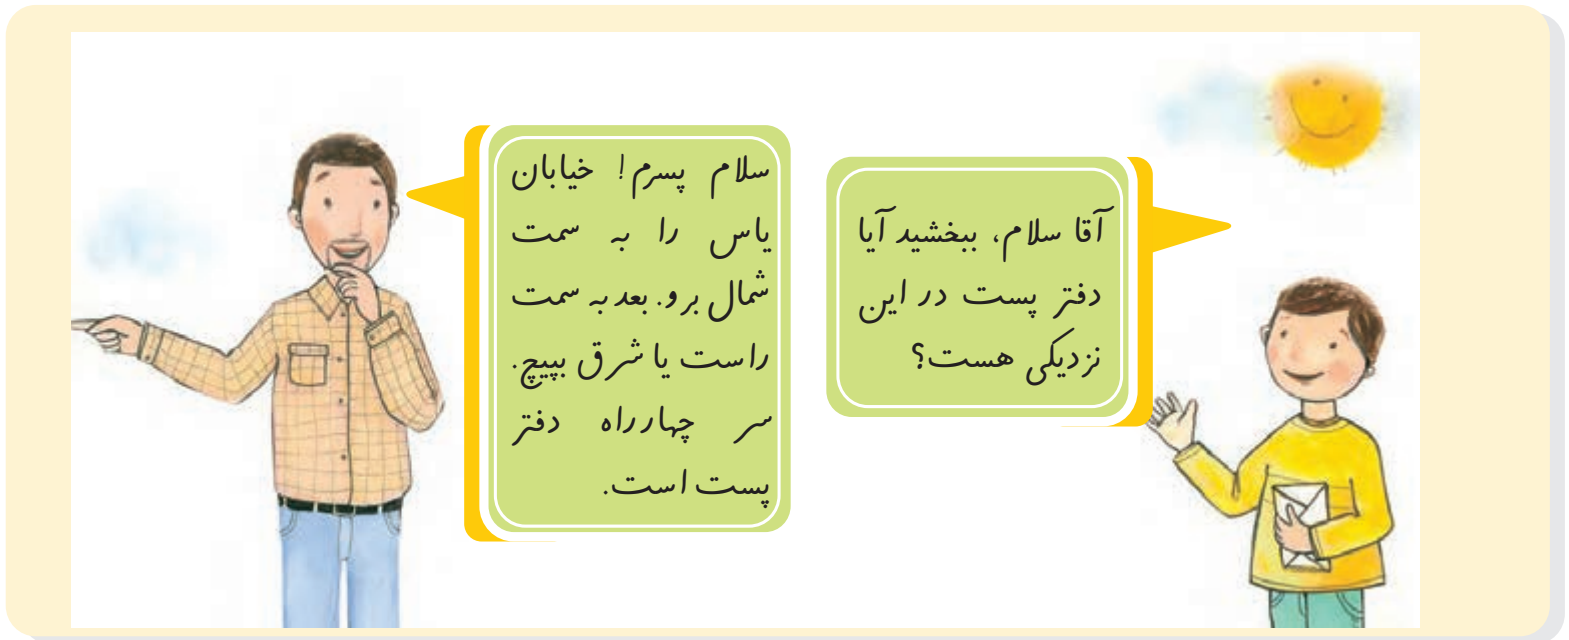 آقا سلام، ببخشید آیا
دفتر پست در این
نزدیکی هست؟
سلام پسرم! خیابان
یاس را به سمت
شمال برو. بعد به سمت
راست یا شرق بپیچ.
سر چهارراه دفتر
پست است.